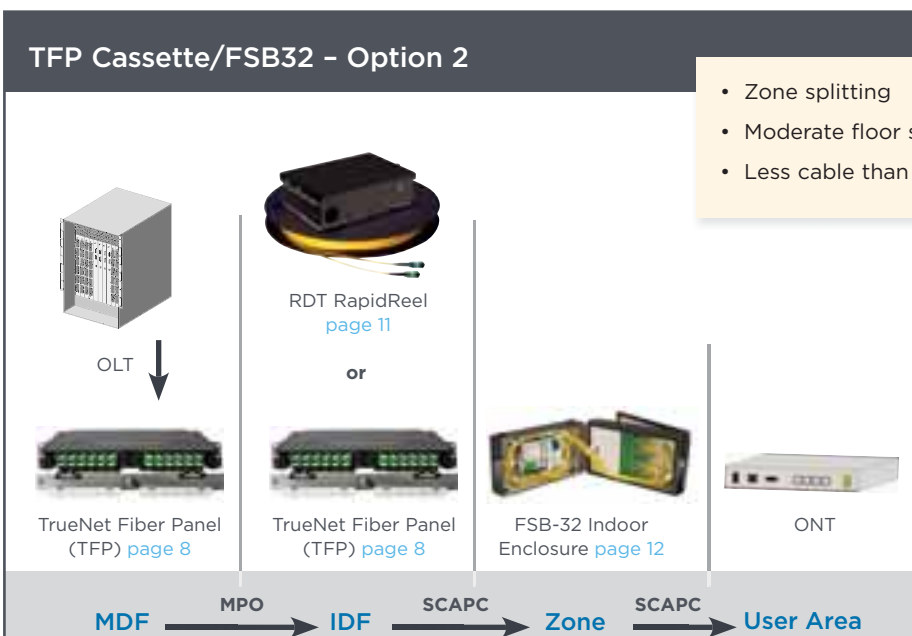 TFP Cassette/FSB32 – Option 2
• Zone splitting
• Moderate floor
• Less cable than
RDT RapidReel
page 11
OLT
or
TrueNet Fiber Panel
(TFP) page 8
TrueNet Fiber Panel
(TFP) page 8
FSB-32 Indoor
Enclosure page 12
ONT
MDF
MPO
IDF
SCAPC
Zone
SCAPC
User Area